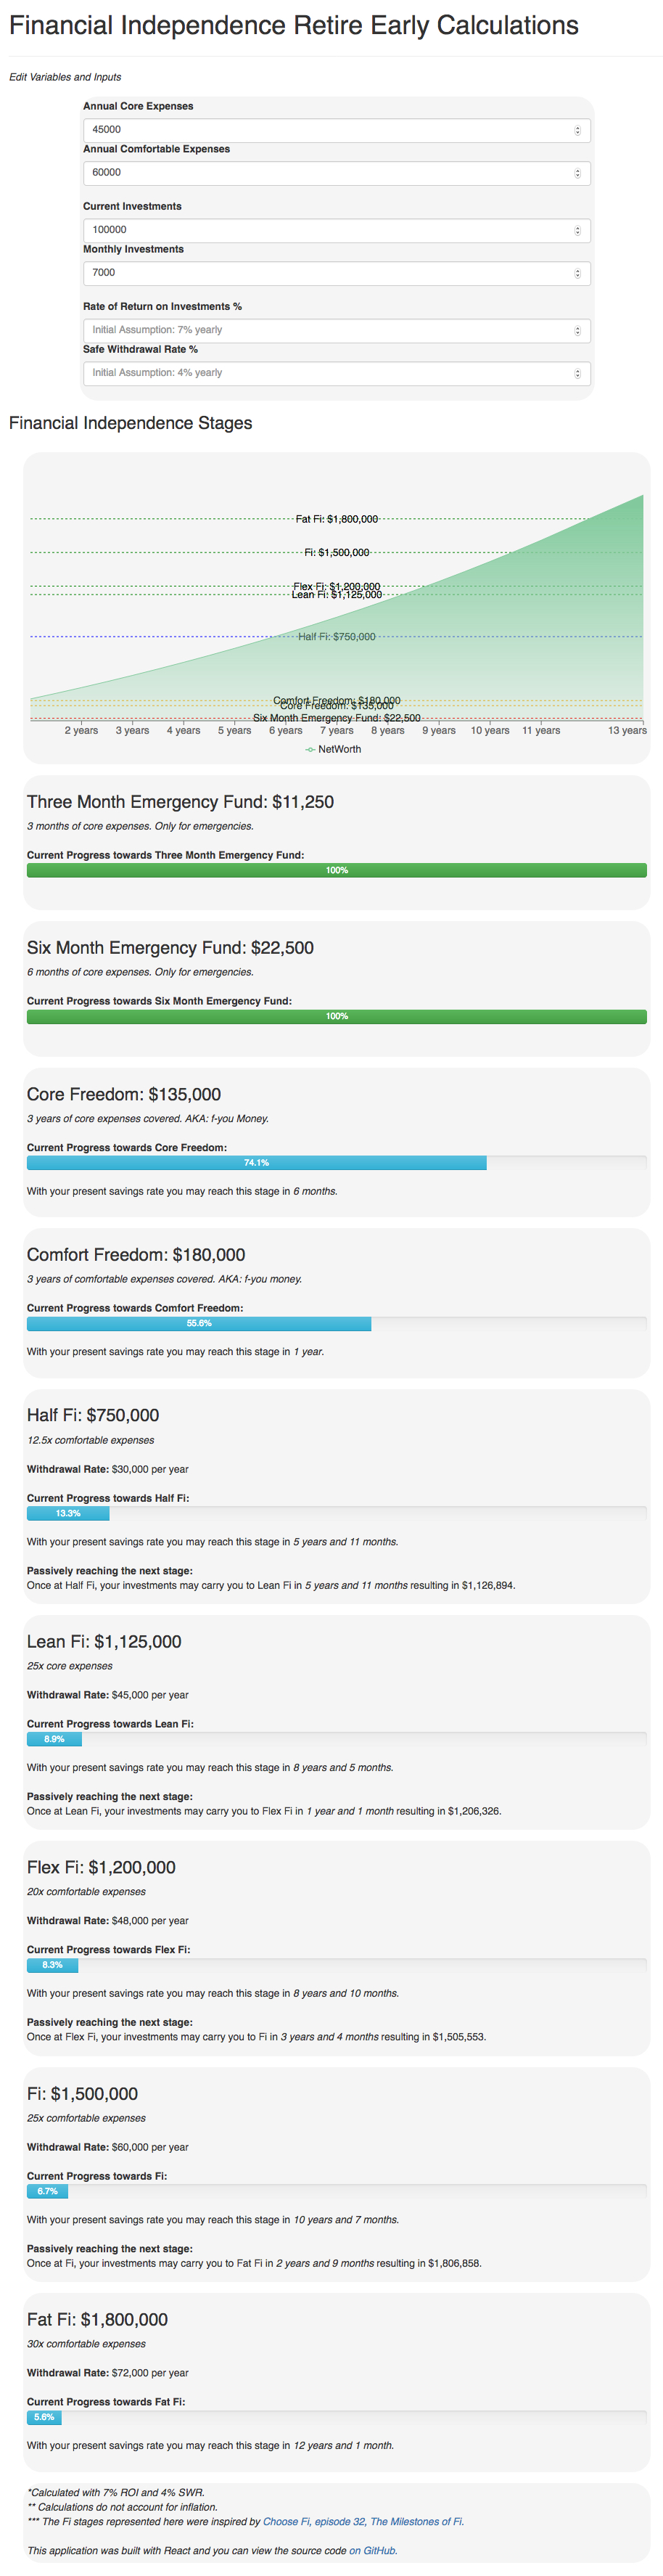 Financial Independence Retire Early Calculations
Edit Variables and Inputs
Annual Core Expenses
45000
Annual Comfortable Expenses
60000
Current Investments
100000
Monthly Investments
7000
Rate of Return on Investments %
Initial Assumption: 7% yearly
Safe Withdrawal Rate %
Initial Assumption: 4% yearly
Financial Independence Stages
Fat Fi: $1,800,000
Fi: $1,500,000
Flex Fi: $1,200,000
Lean Fi: $1,125,000
Half Fi: $750,000
Comfort Freedom: $180,000
Core Freedom: $135,000
Six Month Emergency Fund: $22,500
2 years 3 years 4 years 5 years 6 years 7 years 8 years 9 years 10 years 11 years 13 years
NetWorth
Three Month Emergency Fund: $11,250
3 months of core expenses. Only for emergencies.
Current Progress towards Three Month Emergency Fund:
100%
Six Month Emergency Fund: $22,500
6 months of core expenses. Only for emergencies.
Current Progress towards Six Month Emergency Fund:
100%
Core Freedom: $135,000
3 years of core expenses covered. AKA: f-you Money.
Current Progress towards Core Freedom:
74.1%
With your present savings rate you may reach this stage in 6 months.
Comfort Freedom: $180,000
3 years of comfortable expenses covered. AKA: f-you money.
Current Progress towards Comfort Freedom:
55.6%
With your present savings rate you may reach this stage in 1 year.
Half Fi: $750,000
12.5x comfortable expenses
Withdrawal Rate: $30,000 per year
Current Progress towards Half Fi:
13.3%
With your present savings rate you may reach this stage in 5 years and 11 months.
Passively reaching the next stage:
Once at Half Fi, your investments may carry you to Lean Fi in 5 years and 11 months resulting in $1,126,894.
Lean Fi: $1,125,000
25x core expenses
Withdrawal Rate: $45,000 per year
Current Progress towards Lean Fi:
8.9%
With your present savings rate you may reach this stage in 8 years and 5 months.
Passively reaching the next stage:
Once at Lean Fi, your investments may carry you to Flex Fi in 1 year and 1 month resulting in $1,206,326.
Flex Fi: $1,200,000
20x comfortable expenses
Withdrawal Rate: $48,000 per year
Current Progress towards Flex Fi:
8.3%
With your present savings rate you may reach this stage in 8 years and 10 months.
Passively reaching the next stage:
Once at Flex Fi, your investments may carry you to Fi in 3 years and 4 months resulting in $1,505,553.
Fi: $1,500,000
25x comfortable expenses
Withdrawal Rate: $60,000 per year
Current Progress towards Fi:
6.7%
With your present savings rate you may reach this stage in 10 years and 7 months.
Passively reaching the next stage:
Once at Fi, your investments may carry you to Fat Fi in 2 years and 9 months resulting in $1,806,858.
Fat Fi: $1,800,000
30x comfortable expenses
Withdrawal Rate: $72,000 per year
Current Progress towards Fat Fi:
5.6%
With your present savings rate you may reach this stage in 12 years and 1 month.
*Calculated with 7% ROI and 4% SWR.
** Calculations do not account for inflation.
*** The Fi stages represented here were inspired by Choose Fi, episode 32, The Milestones of Fi.
This application was built with React and you can view the source code on GitHub.